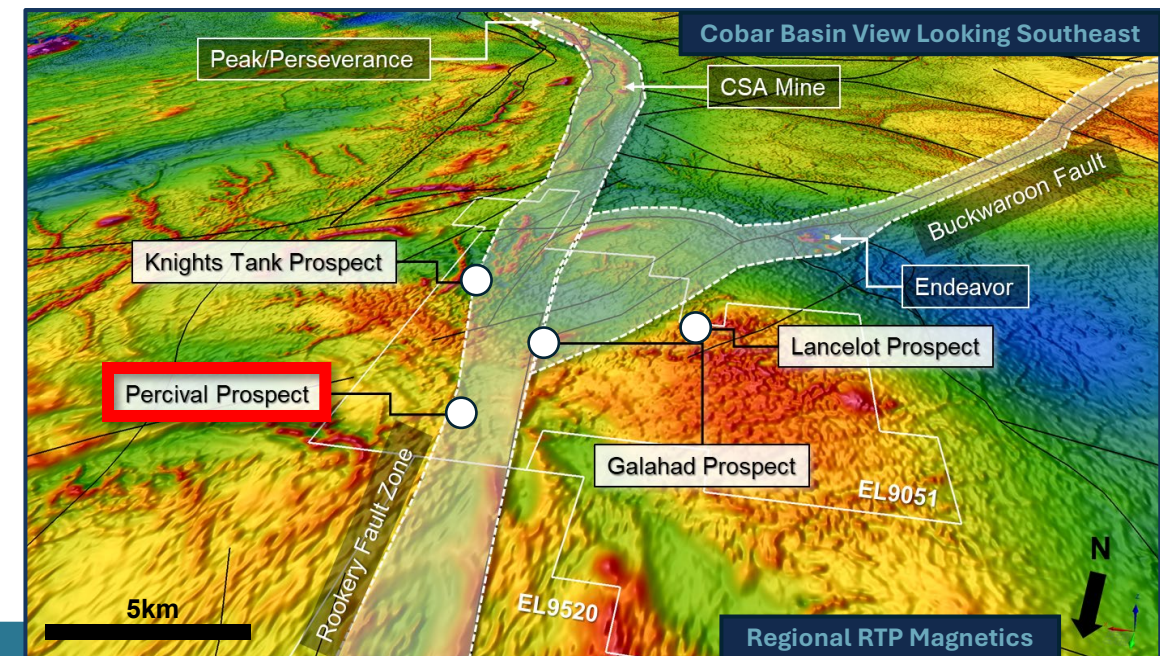 Cobar Basin View Looking Southeast
Peak/Perseverance
CSA Mine
Buckwaroon Fault
Knights Tank Prospect
Endeavor
Lancelot Prospect
Percival Prospect
Galahad Prospect
EL9051
Rookery Fault Zone
N
5km
EL9520
Regional RTP Magnetics